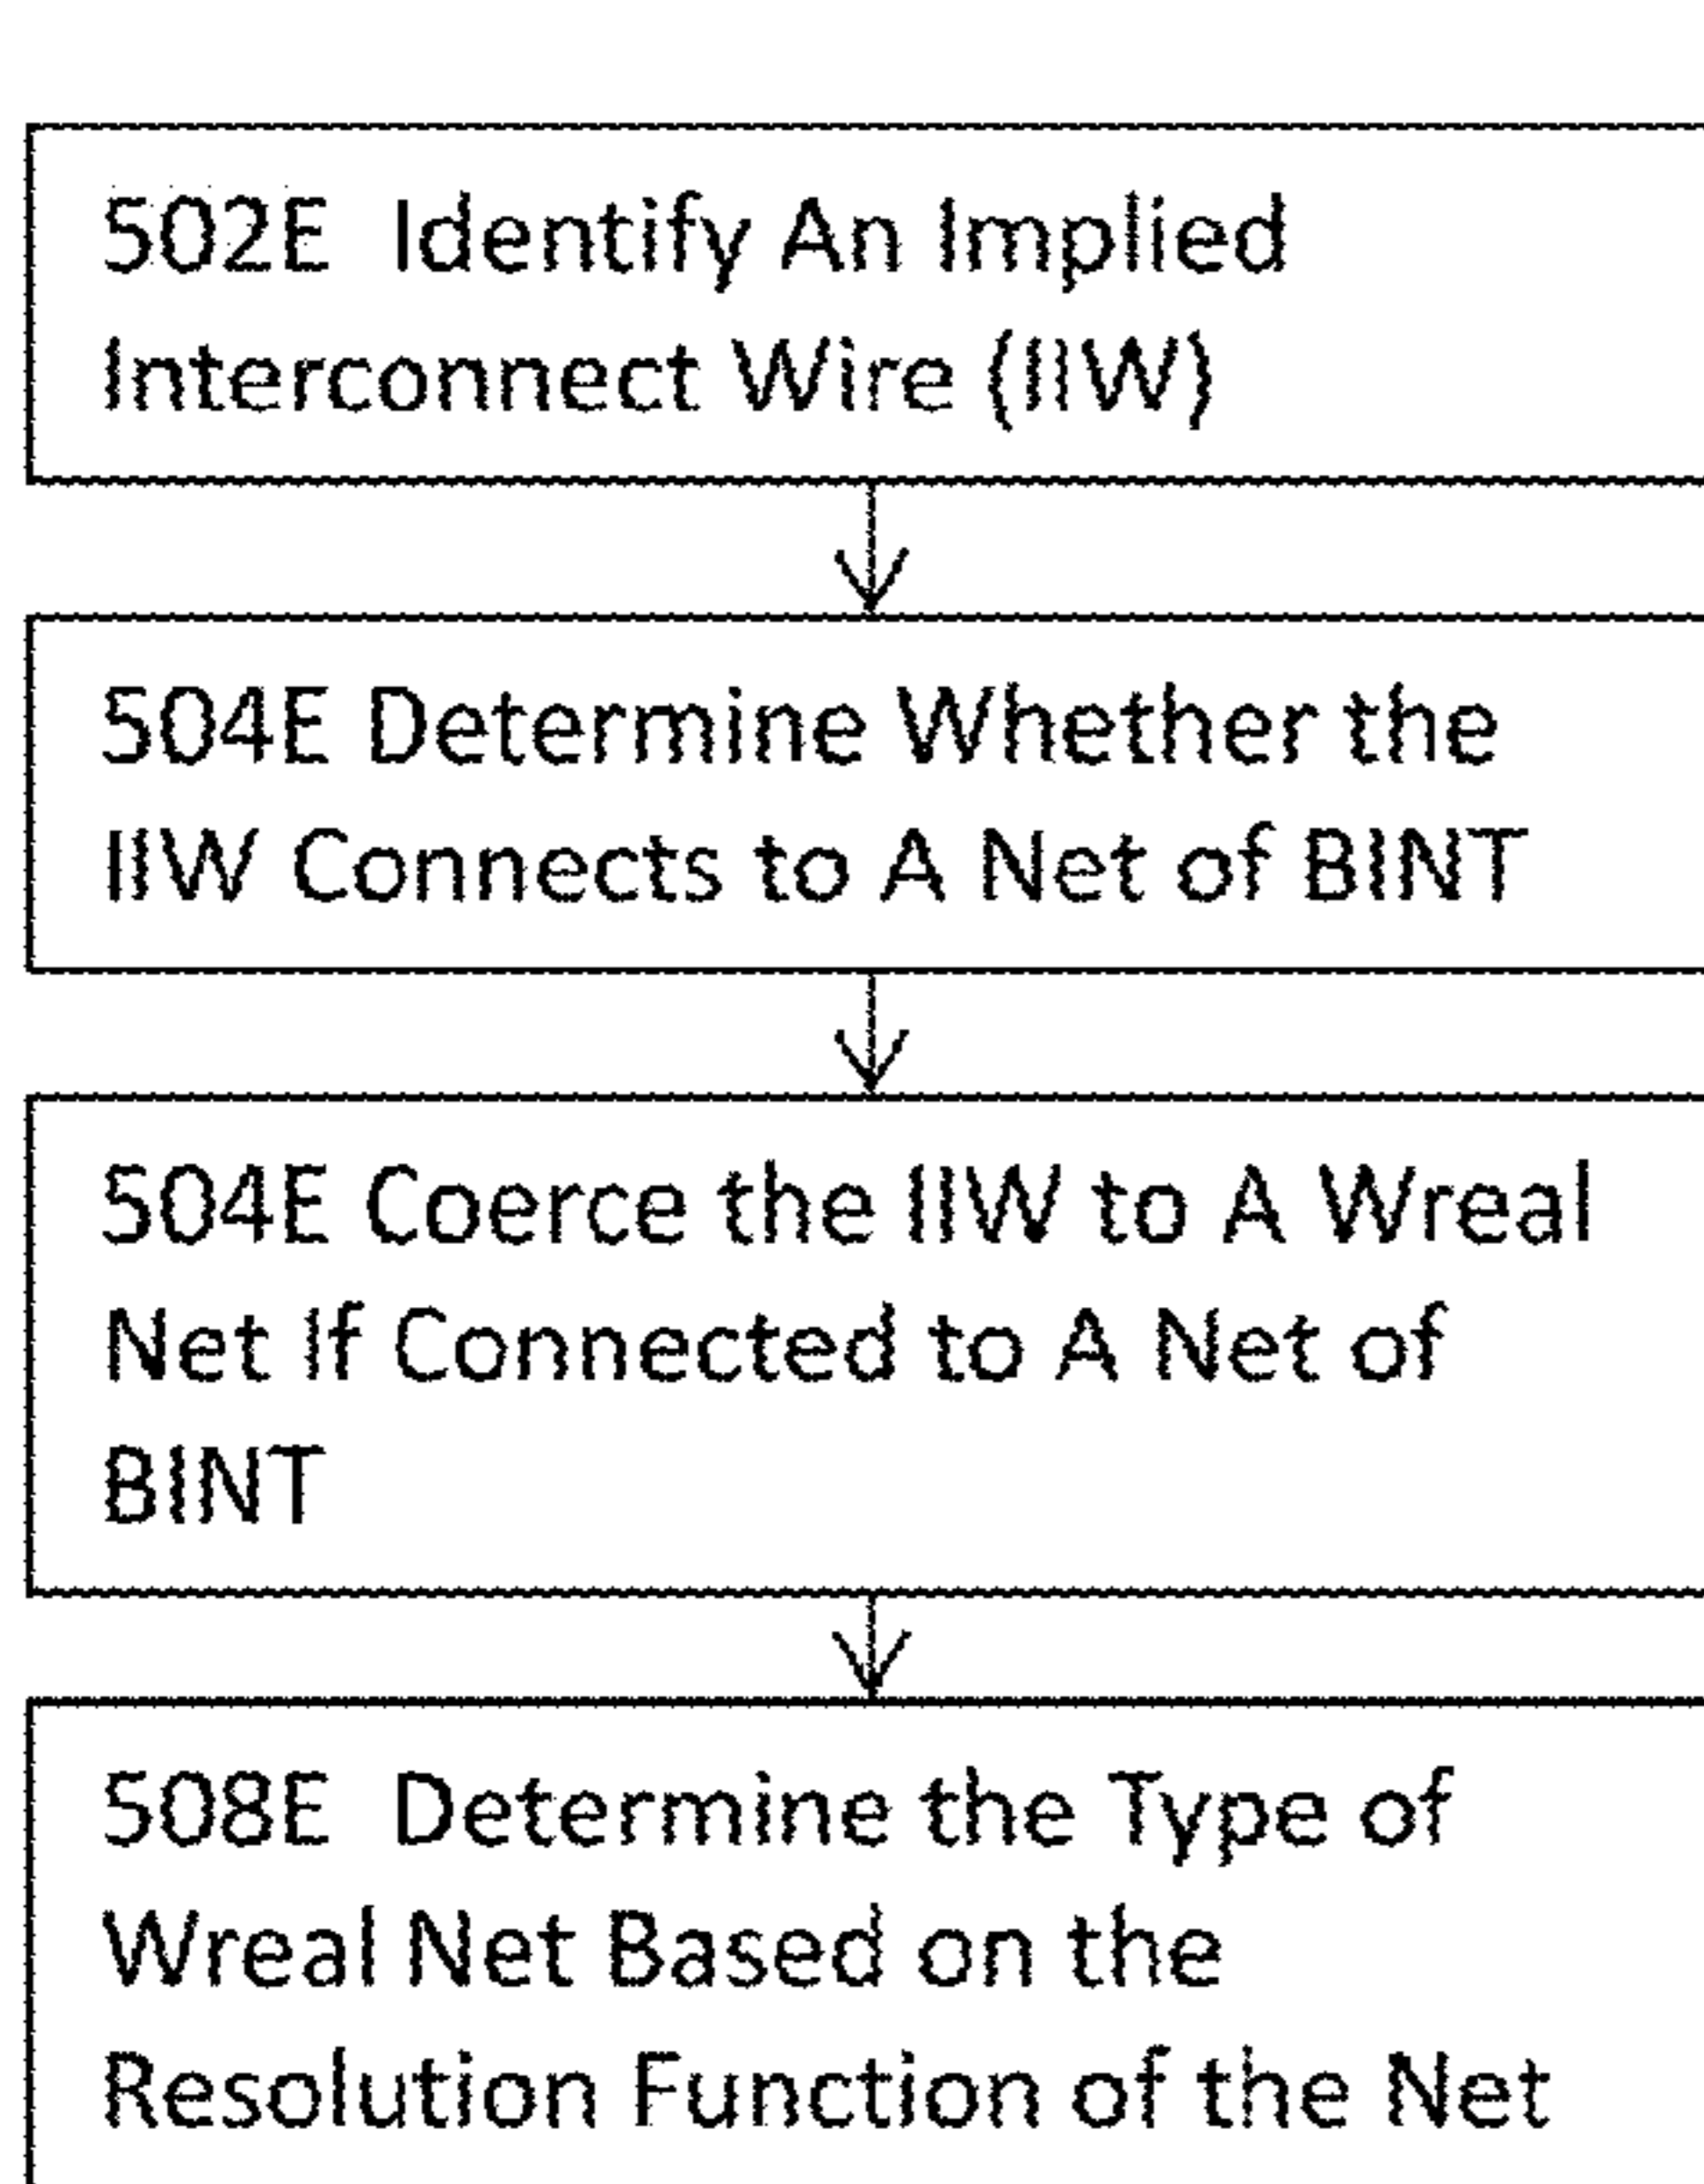 502E Identify An Implied
Interconnect Wire (IIW)
504E Determine Whether the
IIW Connects to A Net of BINT
504E Coerce the IIW to A Wreal
Net If Connected to A Net of
BINT
508E Determine the Type of
Wreal Net Based on the
Resolution Function of the Net